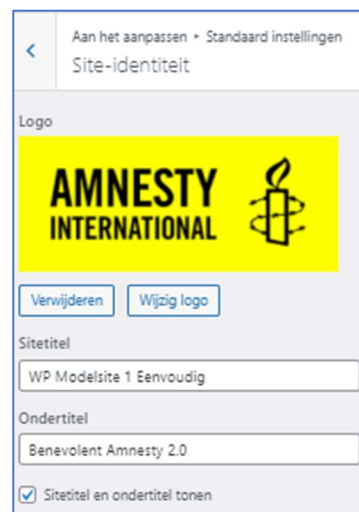 Aan het aanpassen ▸ Standaard instellingen
Site-identiteit
Logo
AMNESTY
INTERNATIONAL
Verwijderen Wijzig logo
Sitetitel
WP Modelsite 1 Eenvoudig
Ondertitel
Benevolent Amnesty 2.0
Sitetitel en ondertitel tonen